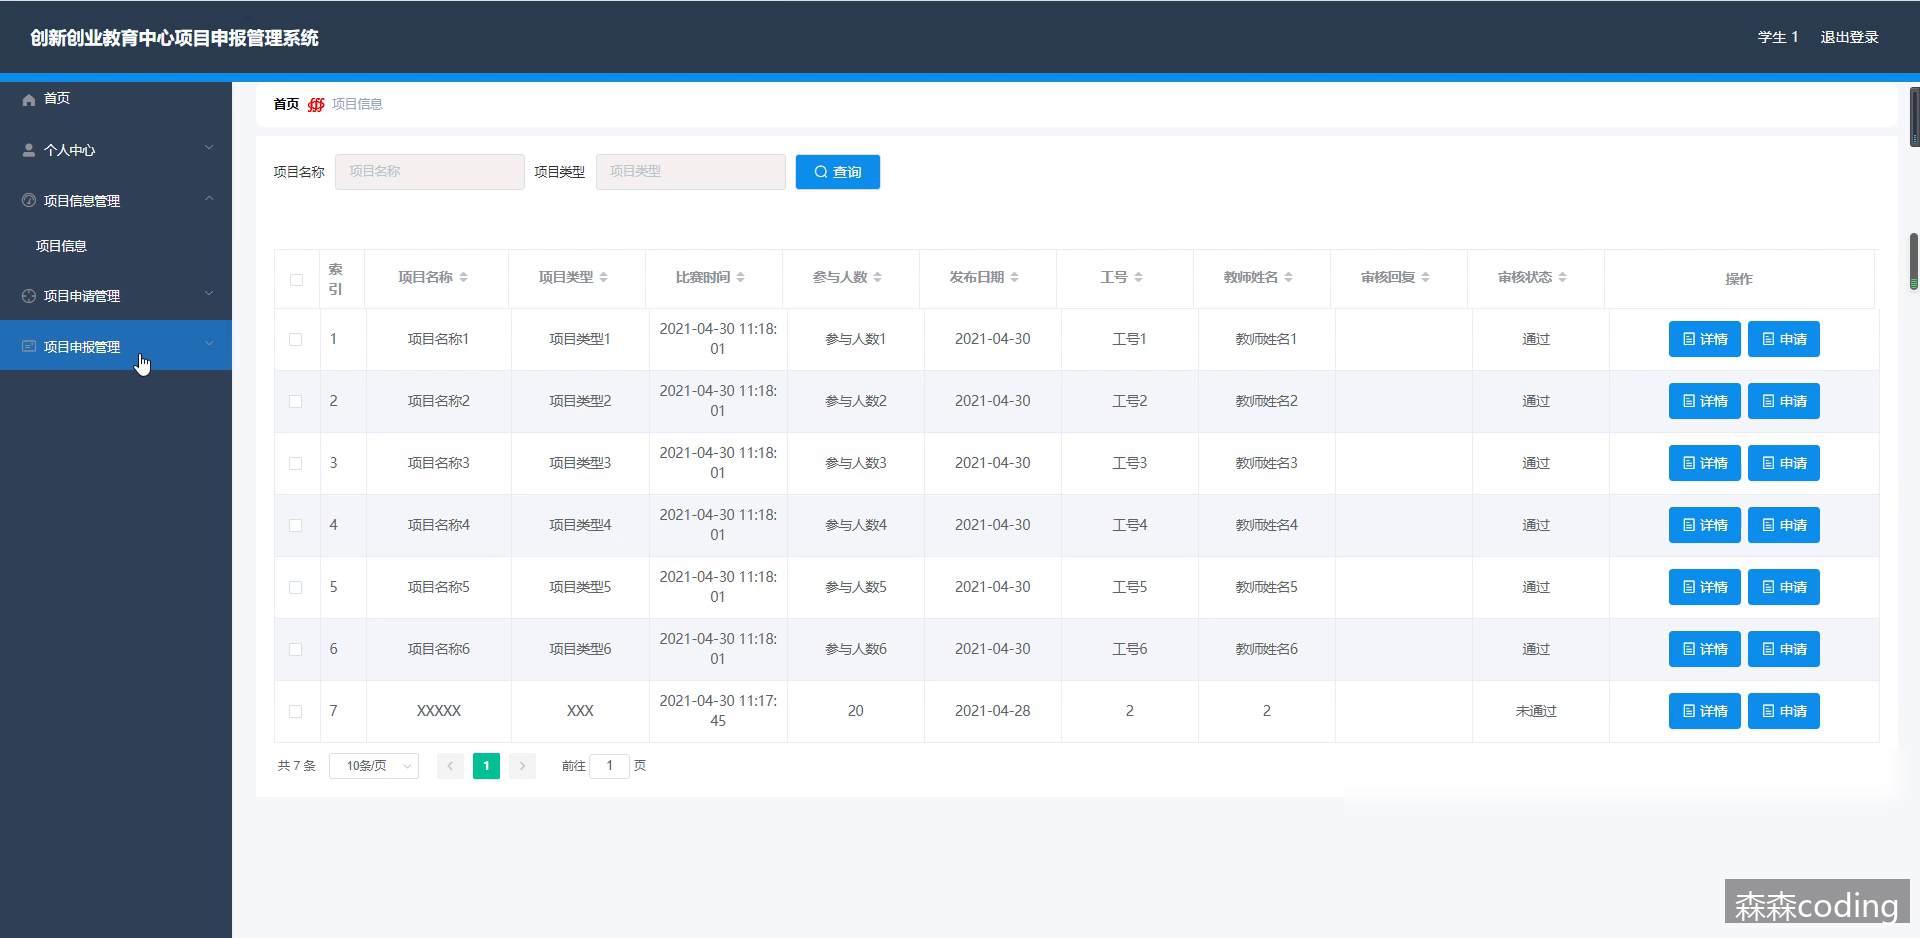 创新创业教育中心项目申报管理系统
学生 1 退出登录
首页
个人中心
项目信息管理
项目信息
项目申请管理
项目申报管理
首页 项目信息
项目名称 项目名称 项目类型 项目类型 查询
索引 项目名称 项目类型 比赛时间 参与人数 发布日期 工号 教师姓名 审核回复 审核状态 操作
1 项目名称1 项目类型1 2021-04-30 11:18:01 参与人数1 2021-04-30 工号1 教师姓名1 通过 详情 申请
2 项目名称2 项目类型2 2021-04-30 11:18:01 参与人数2 2021-04-30 工号2 教师姓名2 通过 详情 申请
3 项目名称3 项目类型3 2021-04-30 11:18:01 参与人数3 2021-04-30 工号3 教师姓名3 通过 详情 申请
4 项目名称4 项目类型4 2021-04-30 11:18:01 参与人数4 2021-04-30 工号4 教师姓名4 通过 详情 申请
5 项目名称5 项目类型5 2021-04-30 11:18:01 参与人数5 2021-04-30 工号5 教师姓名5 通过 详情 申请
6 项目名称6 项目类型6 2021-04-30 11:18:01 参与人数6 2021-04-30 工号6 教师姓名6 通过 详情 申请
7 XXXXX XXX 2021-04-30 11:17:45 20 2021-04-28 2 2 未通过 详情 申请
共 7 条 10条/页 1 前往 1 页
森森coding